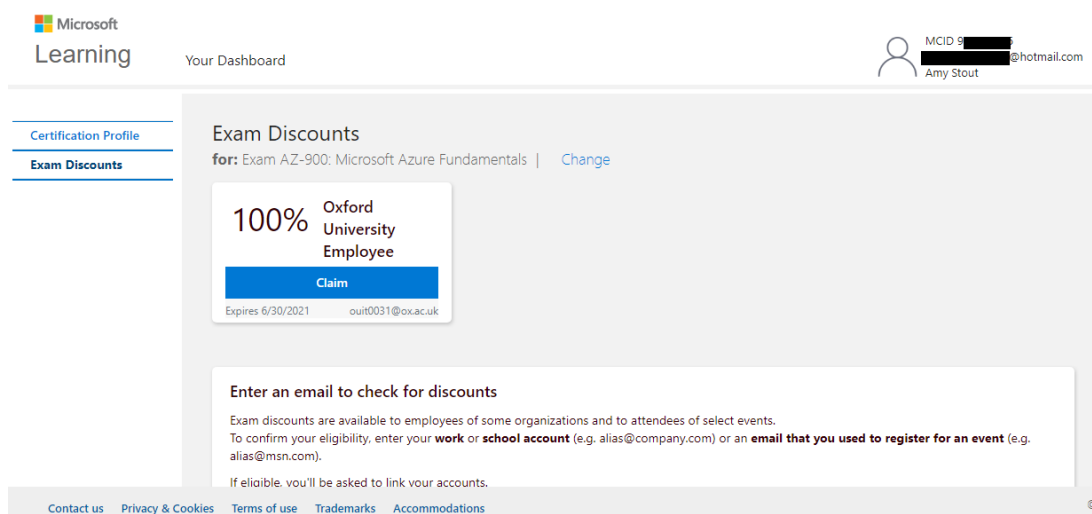 Microsoft
Learning
Your Dashboard
MCID 9
@hotmail.com
Amy Stout
Certification Profile
Exam Discounts
Exam Discounts
for: Exam AZ-900: Microsoft Azure Fundamentals | Change
100%
Oxford
University
Employee
Claim
Expires 6/30/2021 ouit0031@ox.ac.uk
Enter an email to check for discounts
Exam discounts are available to employees of some organizations and to attendees of select events.
To confirm your eligibility, enter your work or school account (e.g. alias@company.com) or an email that you used to register for an event (e.g.
alias@msn.com).
If eligible, you'll be asked to link your accounts.
Contact us Privacy & Cookies Terms of use Trademarks Accommodations ©